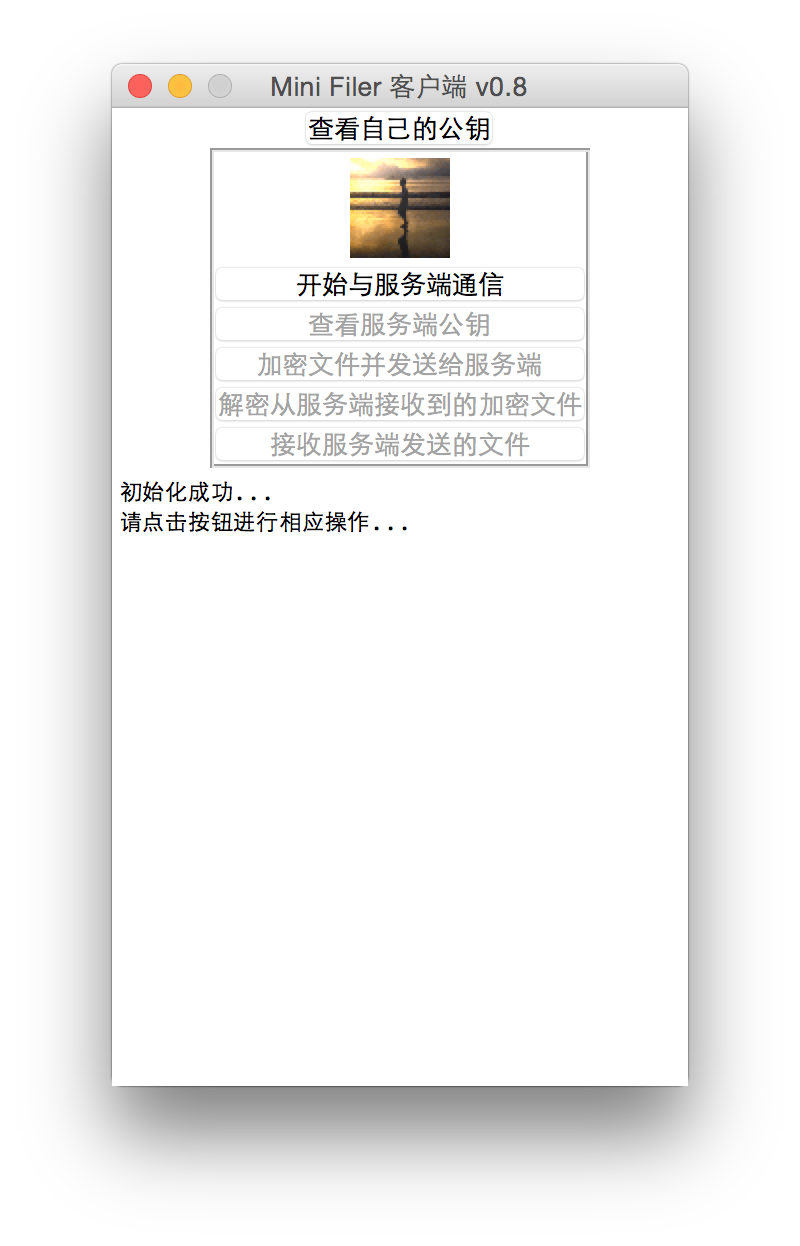 Mini Filer 客户端 v0.8
查看自己的公钥
开始与服务端通信
查看服务端公钥
加密文件并发送给服务端
解密从服务端接收到的加密文件
接收服务端发送的文件
初始化成功...
请点击按钮进行相应操作...